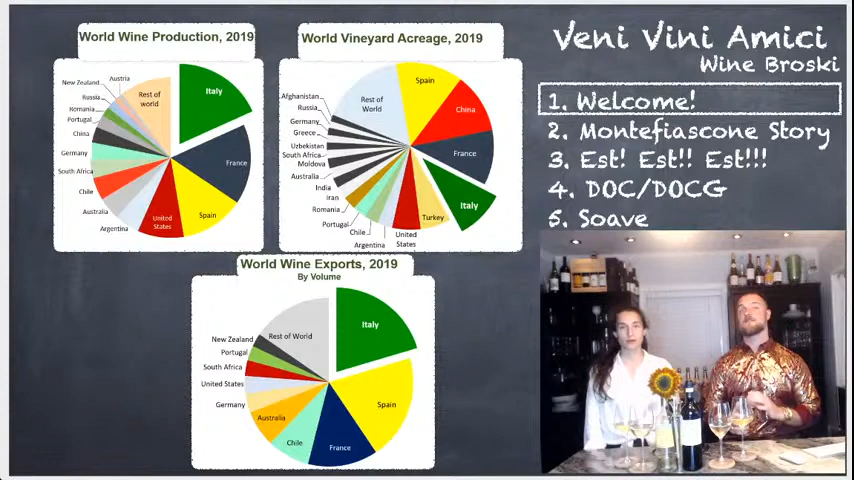 World Wine Production, 2019
Austria
New Zealand
Russia
Romania
Portugal
China
Germany
South Africa
Chile
Australia
Argentina
United
States
Spain
France
Italy
Rest of
world
World Vineyard Acreage, 2019
Rest of
World
Spain
China
France
Italy
Turkey
United
States
Argentina
Chile
Portugal
Romania
Iran
India
Australia
Moldova
South Africa
Uzbekistan
Greece
Germany
Russia
Afghanistan
World Wine Exports, 2019
By Volume
Rest of World
Italy
Spain
France
Chile
Australia
Germany
United States
South Africa
Portugal
New Zealand
Veni Vini Amici
Wine Broski
1. Welcome!
2. Montefiascone Story
3. Est! Est!! Est!!!
4. DOC/DOCG
5. Soave